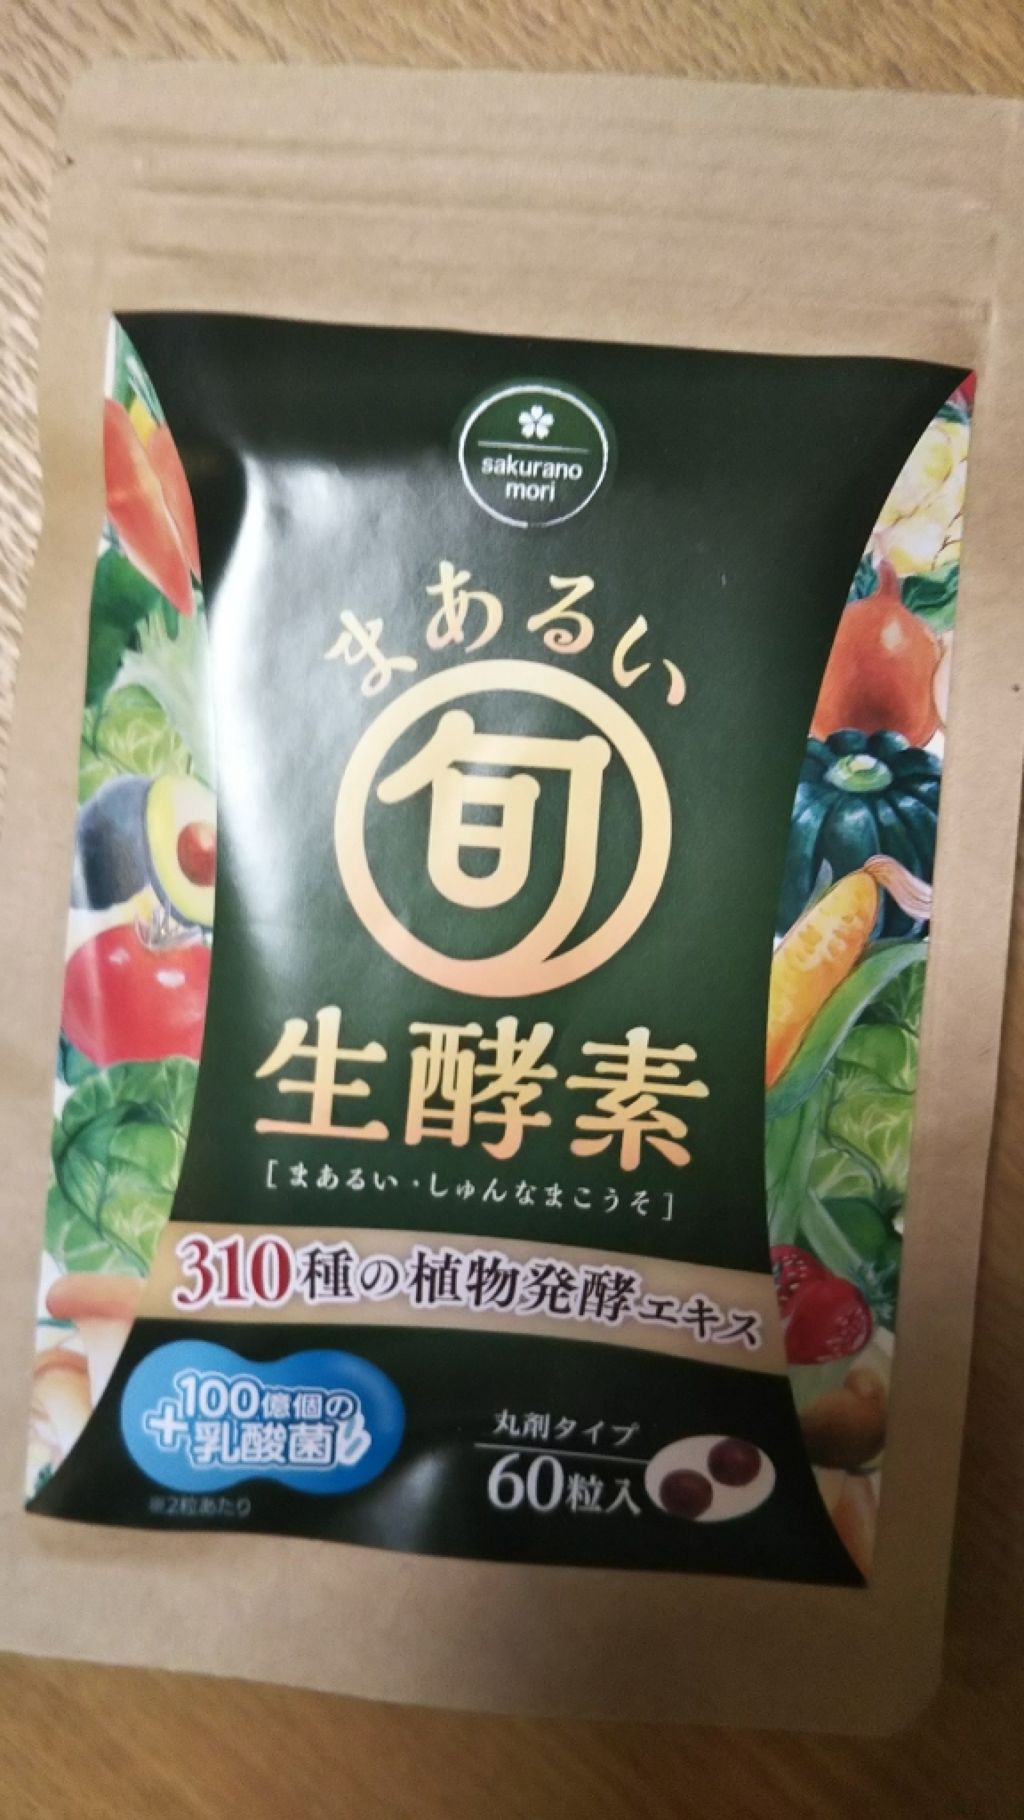 sakurano
mori
まあるい
旬
生酵素
[まあるい・しゅんなまこうそ]
310種の植物発酵エキス
+100億個の
乳酸菌
※2粒あたり
丸剤タイプ
60粒入